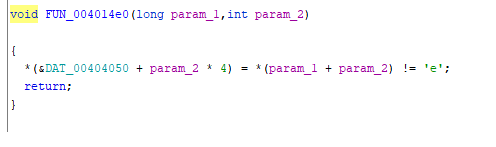 void FUN_004014e0(long param_1,int param_2)
{
*(&DAT_00404050 + param_2 * 4) = *(param_1 + param_2) != 'e';
return;
}